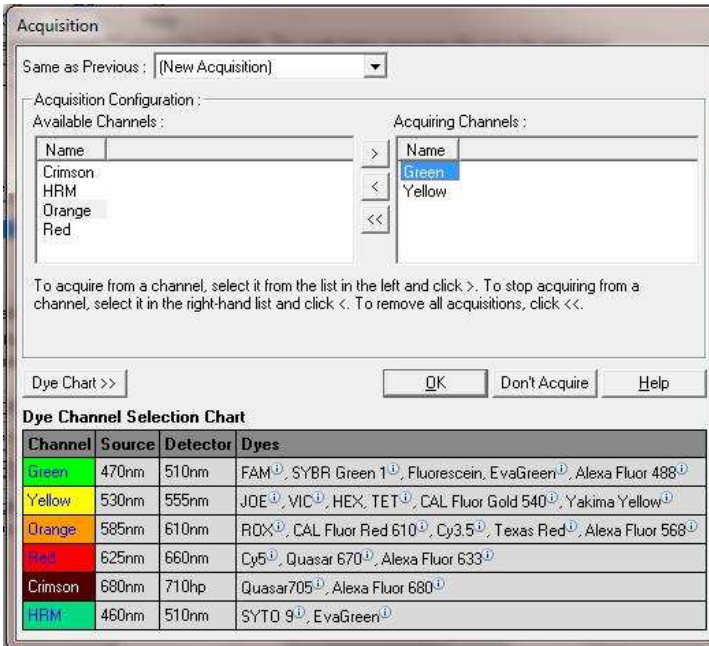 Acquisition
Same as Previous : (New Acquisition)
Acquisition Configuration :
Available Channels :
Name
Crimson
HRM
Orange
Red
>
<
<<
Acquiring Channels :
Name
Green
Yellow
To acquire from a channel, select it from the list in the left and click >. To stop acquiring from a
channel, select it in the right-hand list and click <. To remove all acquisitions, click <<.
Dye Chart >> OK Don't Acquire Help
Dye Channel Selection Chart
Channel Source Detector Dyes
Green 470nm 510nm FAM(i), SYBR Green 1(i), Fluorescein, EvaGreen(i), Alexa Fluor 488(i)
Yellow 530nm 555nm JOE(i), VIC(i), HEX, TET(i), CAL Fluor Gold 540(i), Yakima Yellow(i)
Orange 585nm 610nm ROX(i), CAL Fluor Red 610(i), Cy3.5(i), Texas Red(i), Alexa Fluor 568(i)
Red 625nm 660nm Cy5(i), Quasar 670(i), Alexa Fluor 633(i)
Crimson 680nm 710hp Quasar705(i), Alexa Fluor 680(i)
HRM 460nm 510nm SYTO 9(i), EvaGreen(i)